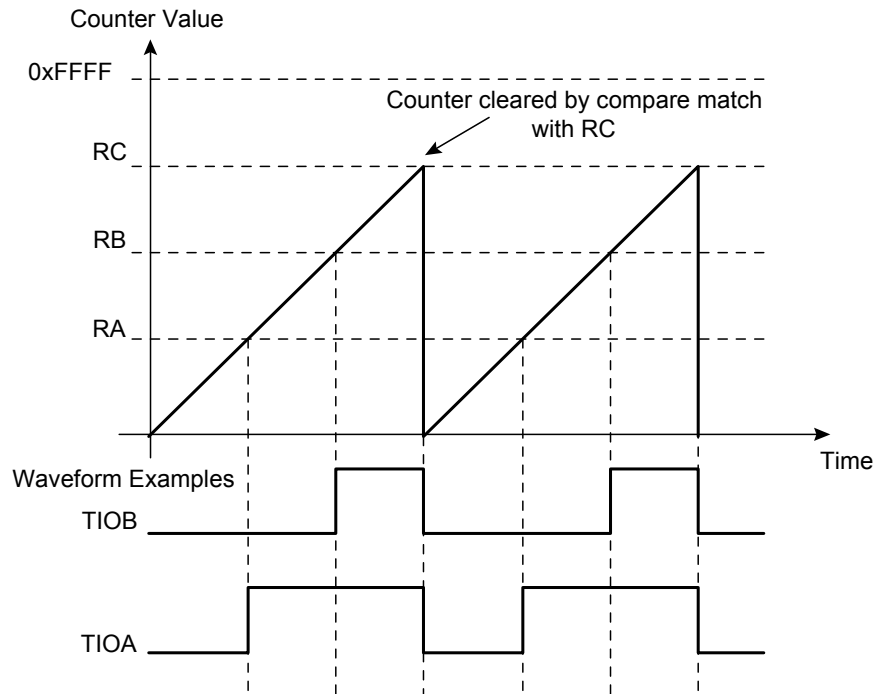 Counter Value
0xFFFF
Counter cleared by compare match
with RC
RC
RB
RA
Time
Waveform Examples
TIOB
TIOA